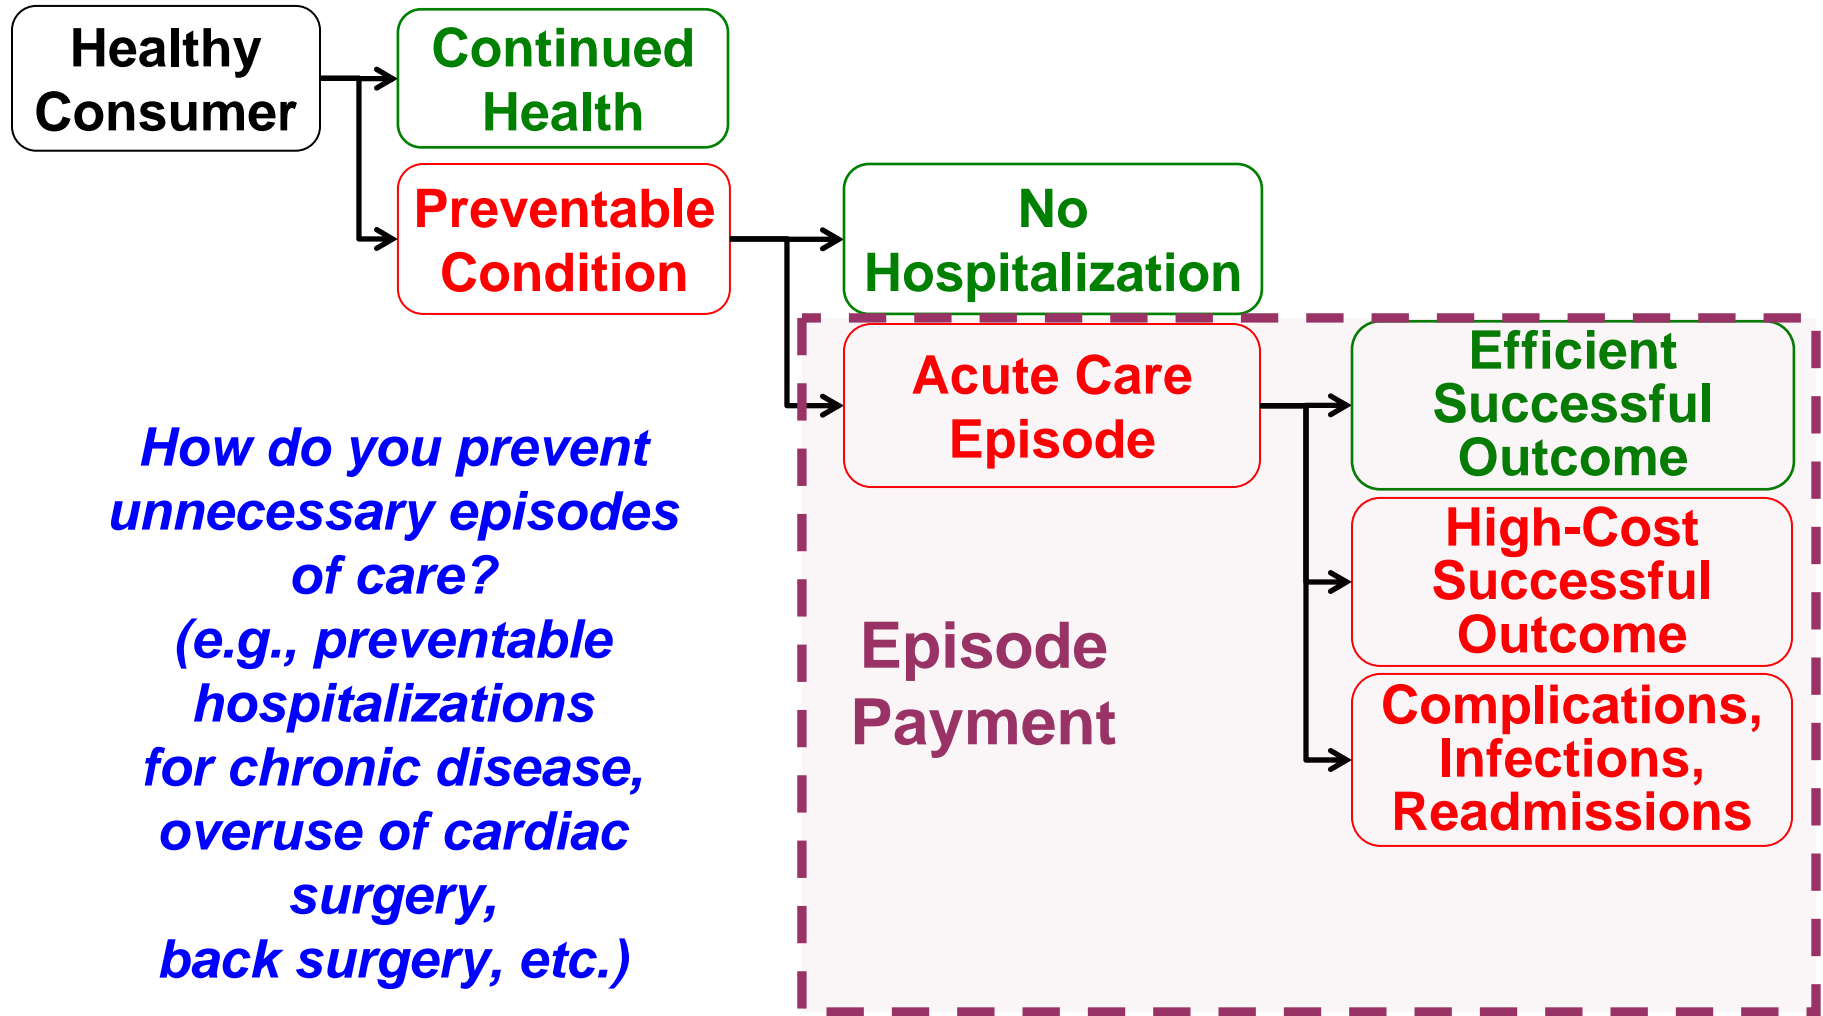 Healthy
Consumer
Continued
Health
Preventable
Condition
No
Hospitalization
Acute Care
Episode
Efficient
Successful
Outcome
High-Cost
Successful
Outcome
Complications,
Infections,
Readmissions
Episode
Payment
How do you prevent
unnecessary episodes
of care?
(e.g., preventable
hospitalizations
for chronic disease,
overuse of cardiac
surgery,
back surgery, etc.)